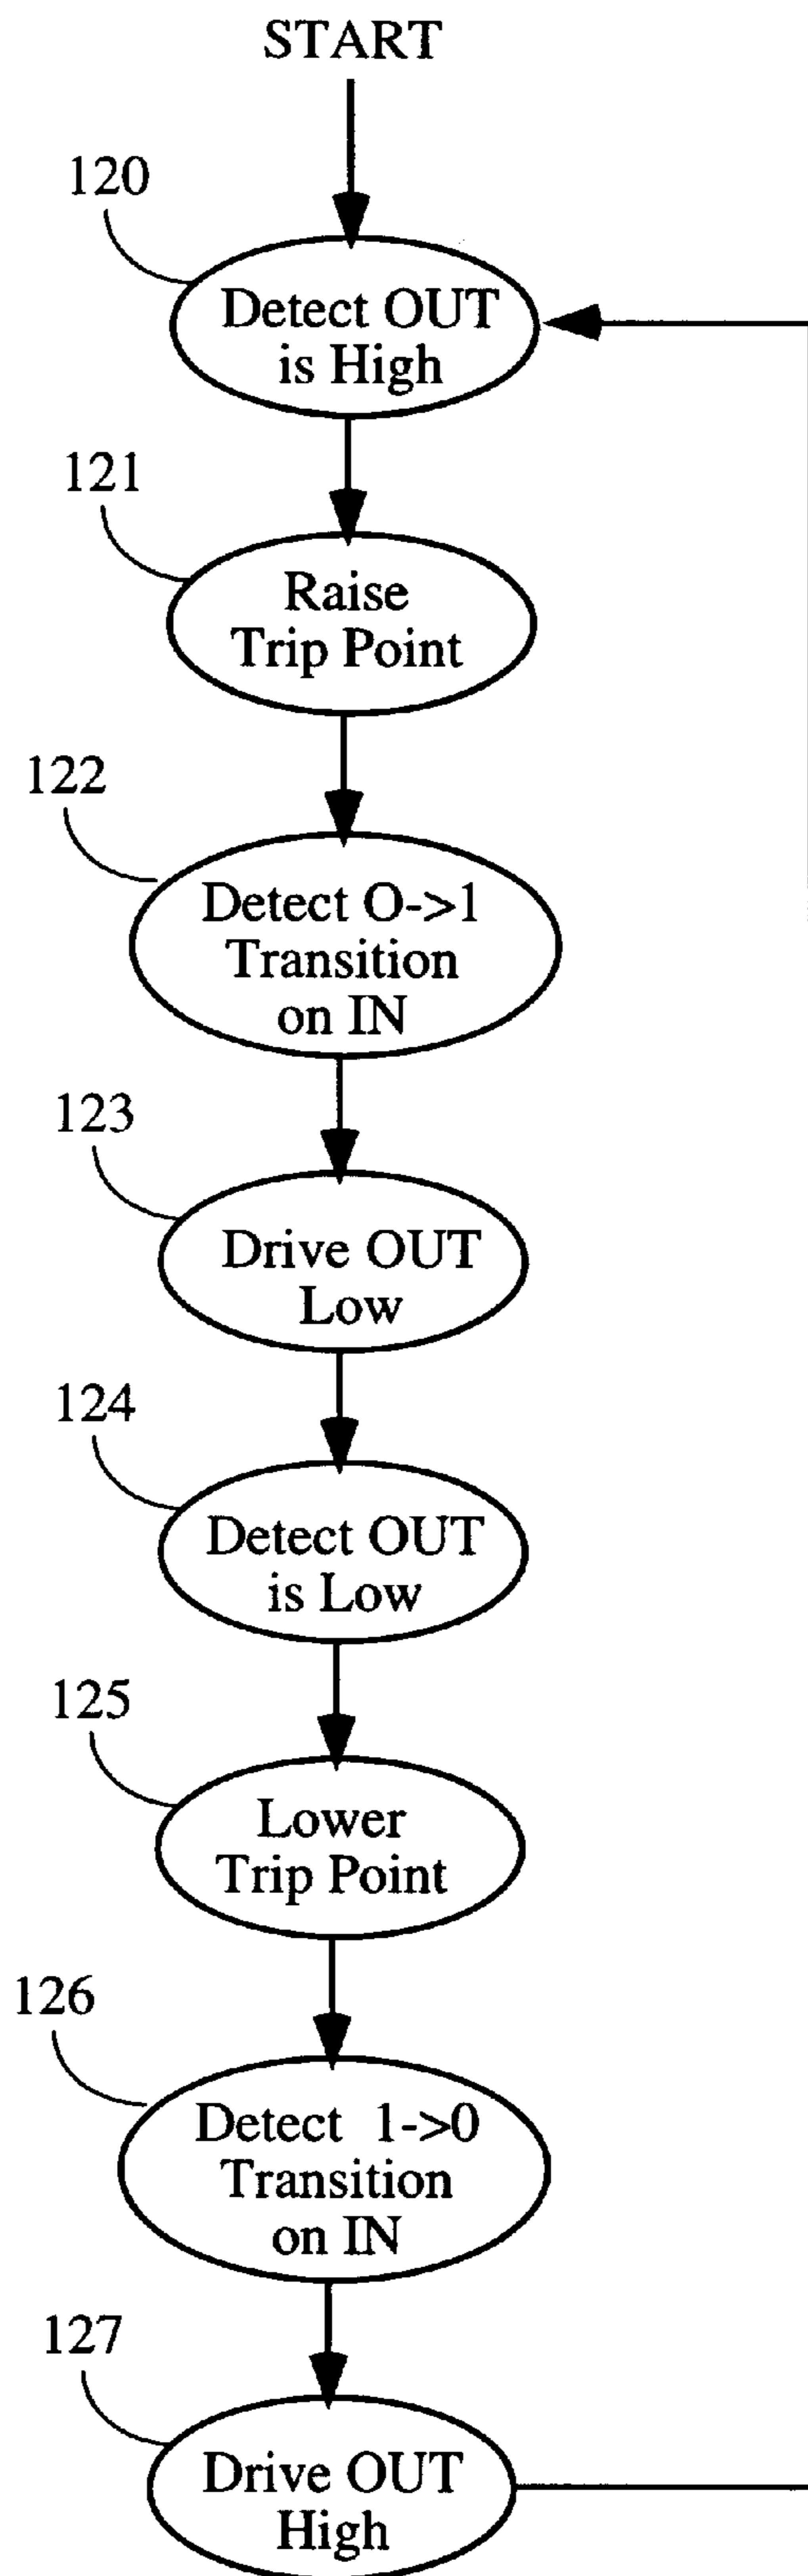 START
120
Detect OUT
is High
121
Raise
Trip Point
122
Detect O->1
Transition
on IN
123
Drive OUT
Low
124
Detect OUT
is Low
125
Lower
Trip Point
126
Detect 1->0
Transition
on IN
127
Drive OUT
High